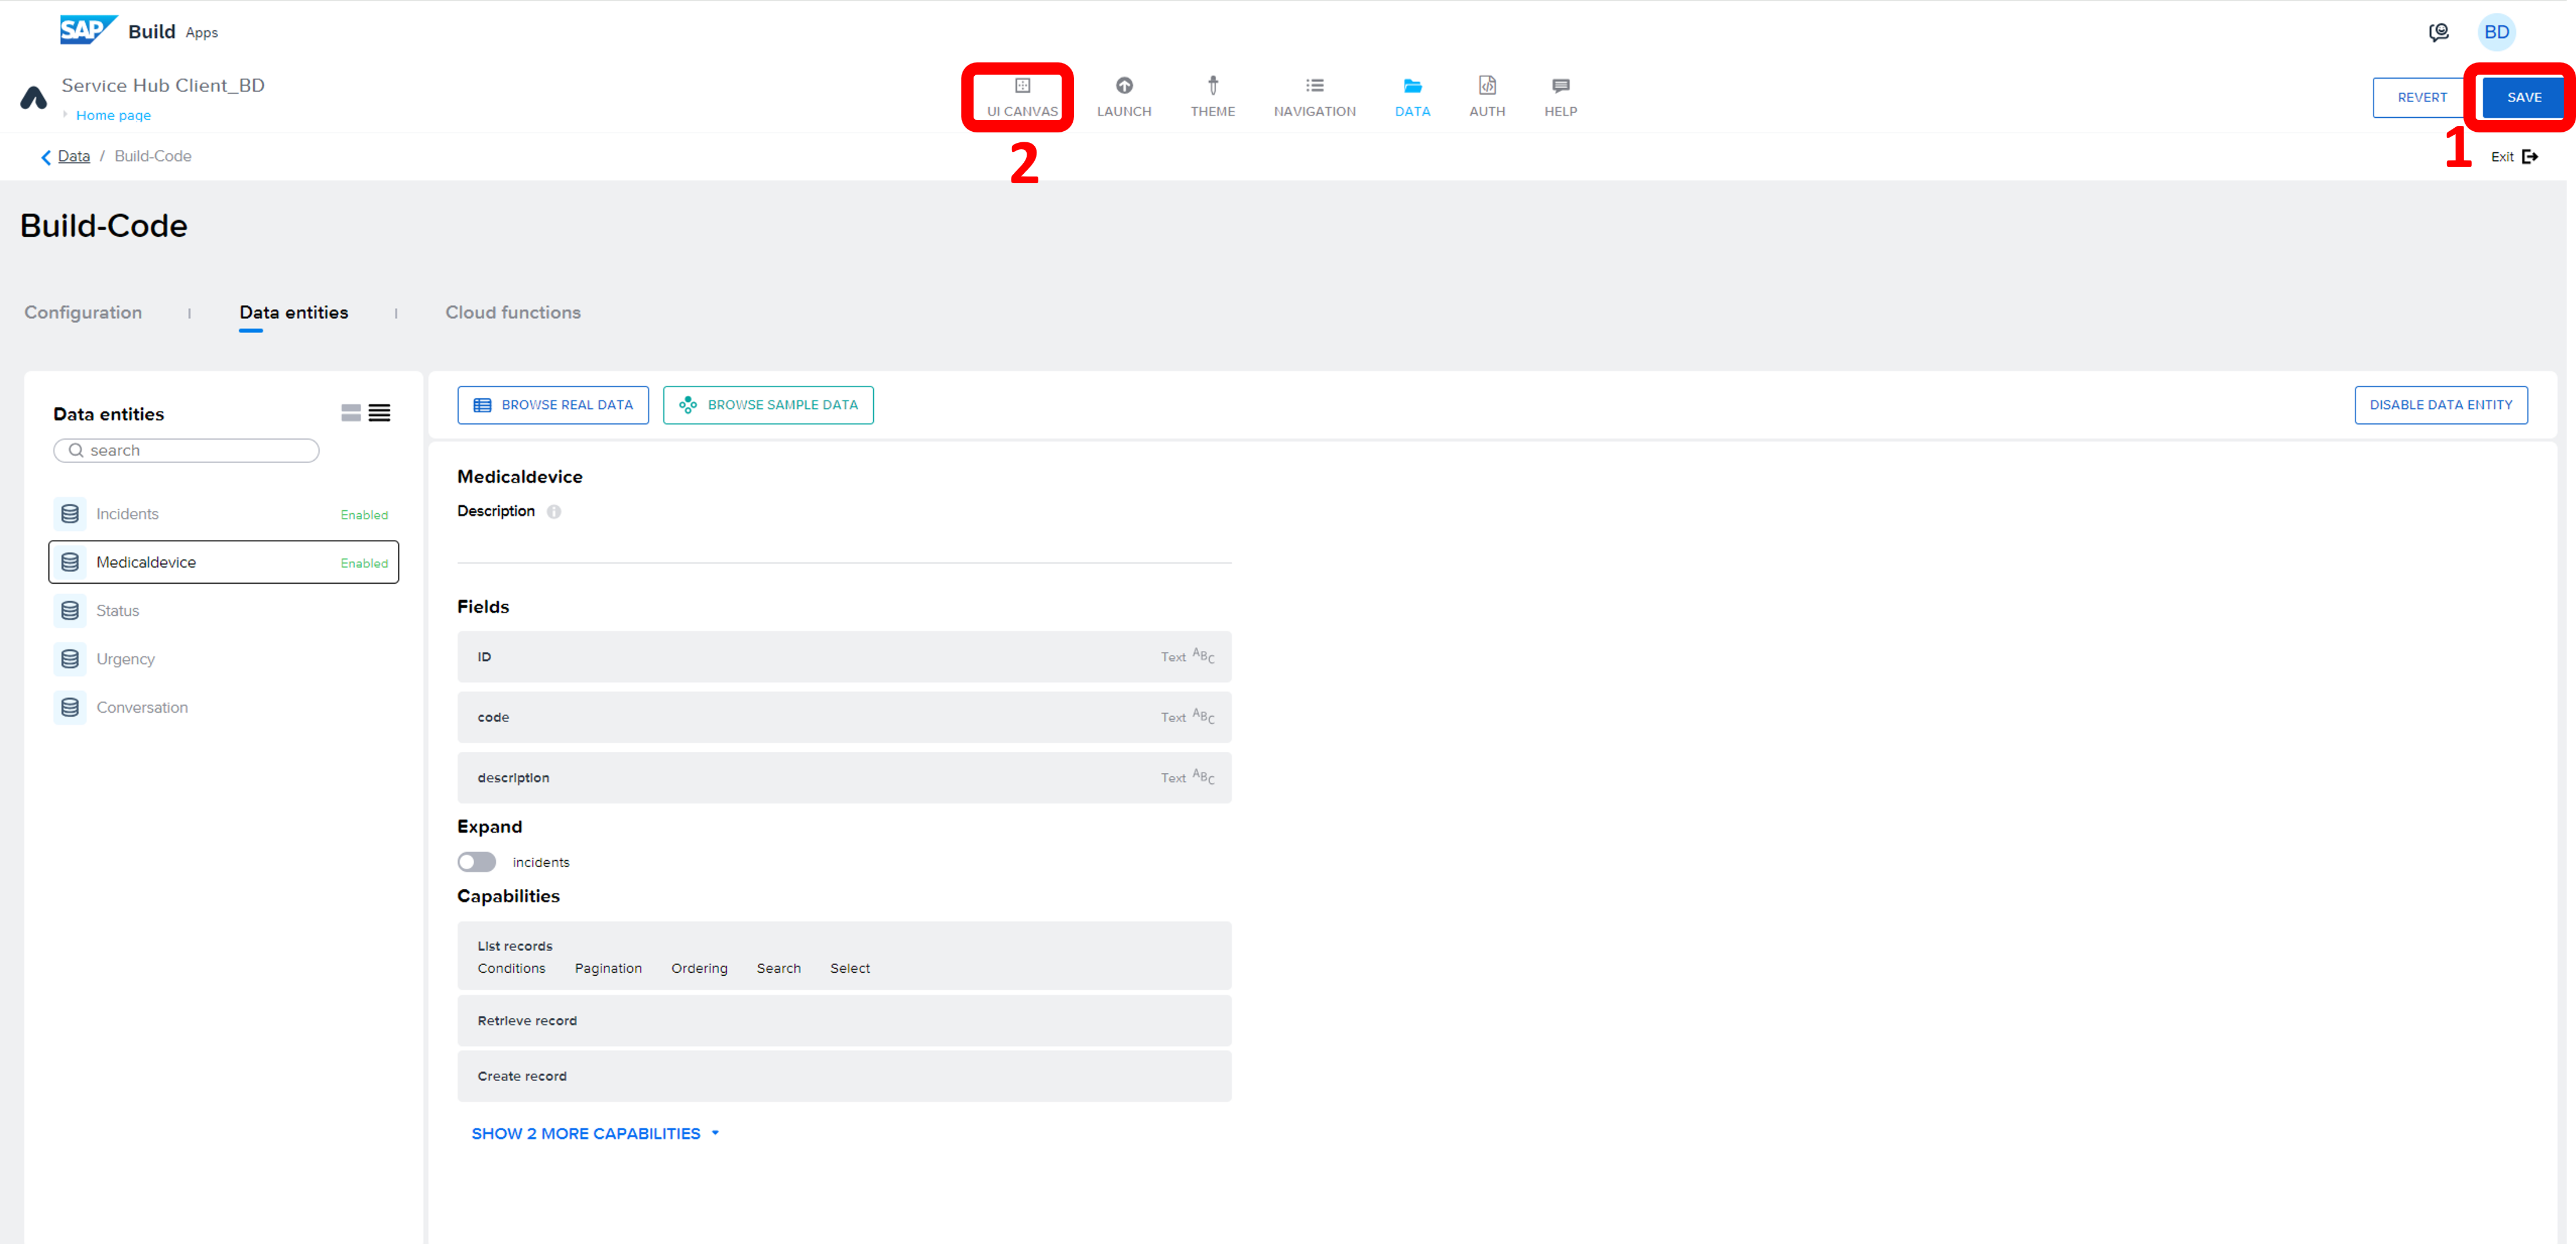 SAP Build Apps
BD
Service Hub Client_BD
Home page
UI CANVAS LAUNCH THEME NAVIGATION DATA AUTH HELP
REVERT SAVE
2
1
Data / Build-Code
Exit
Build-Code
Configuration Data entities Cloud functions
Data entities
search
Incidents Enabled
Medicaldevice Enabled
Status
Urgency
Conversation
BROWSE REAL DATA BROWSE SAMPLE DATA DISABLE DATA ENTITY
Medicaldevice
Description
Fields
ID Text ABC
code Text ABC
description Text ABC
Expand
incidents
Capabilities
List records
Conditions Pagination Ordering Search Select
Retrieve record
Create record
SHOW 2 MORE CAPABILITIES